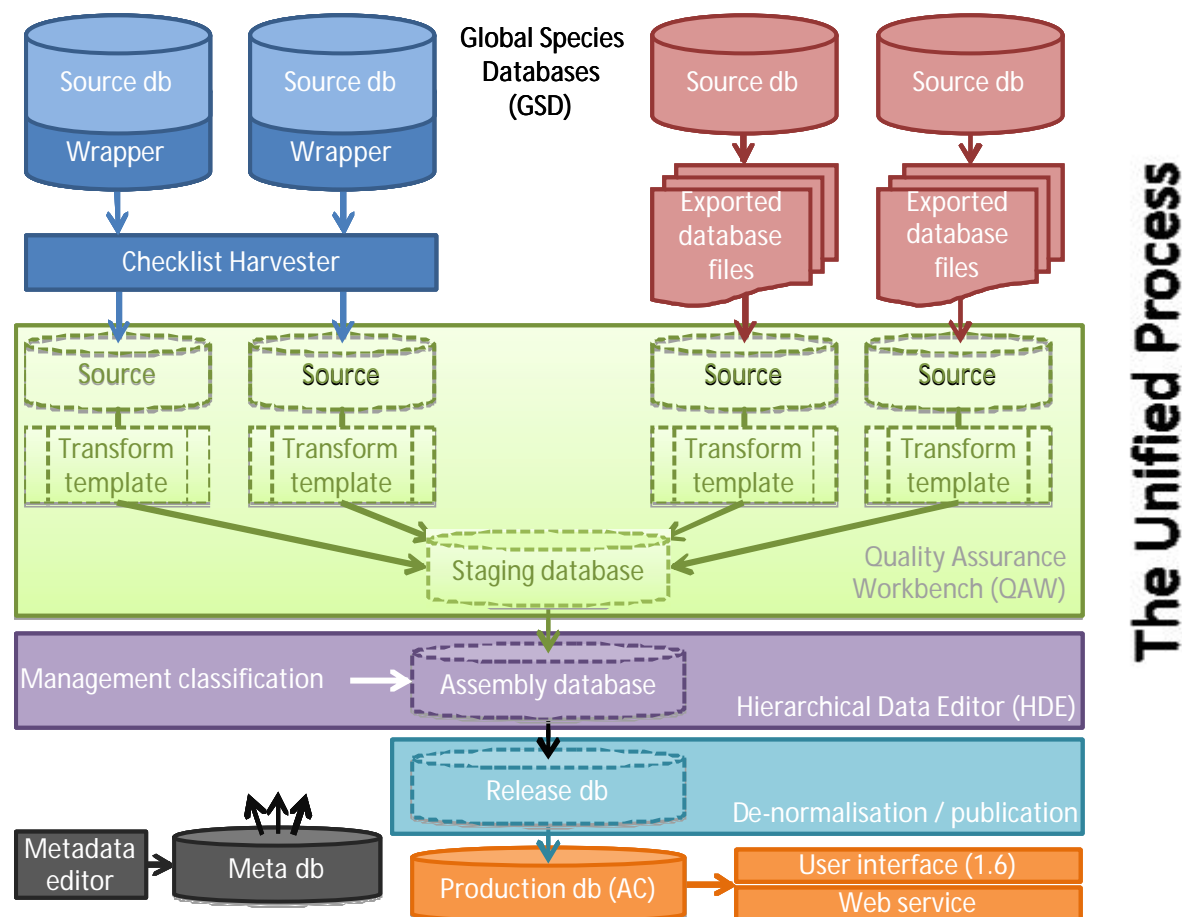 Global Species
Databases
(GSD)
Source db
Source db
Source db
Source db
Wrapper
Wrapper
Exported
database
files
Exported
database
files
Checklist Harvester
Source
Source
Source
Source
Transform
template
Transform
template
Transform
template
Transform
template
Staging database
Quality Assurance
Workbench (QAW)
Management classification
Assembly database
Hierarchical Data Editor (HDE)
Release db
De-normalisation / publication
Metadata
editor
Meta db
Production db (AC)
User interface (1.6)
Web service
The Unified Process